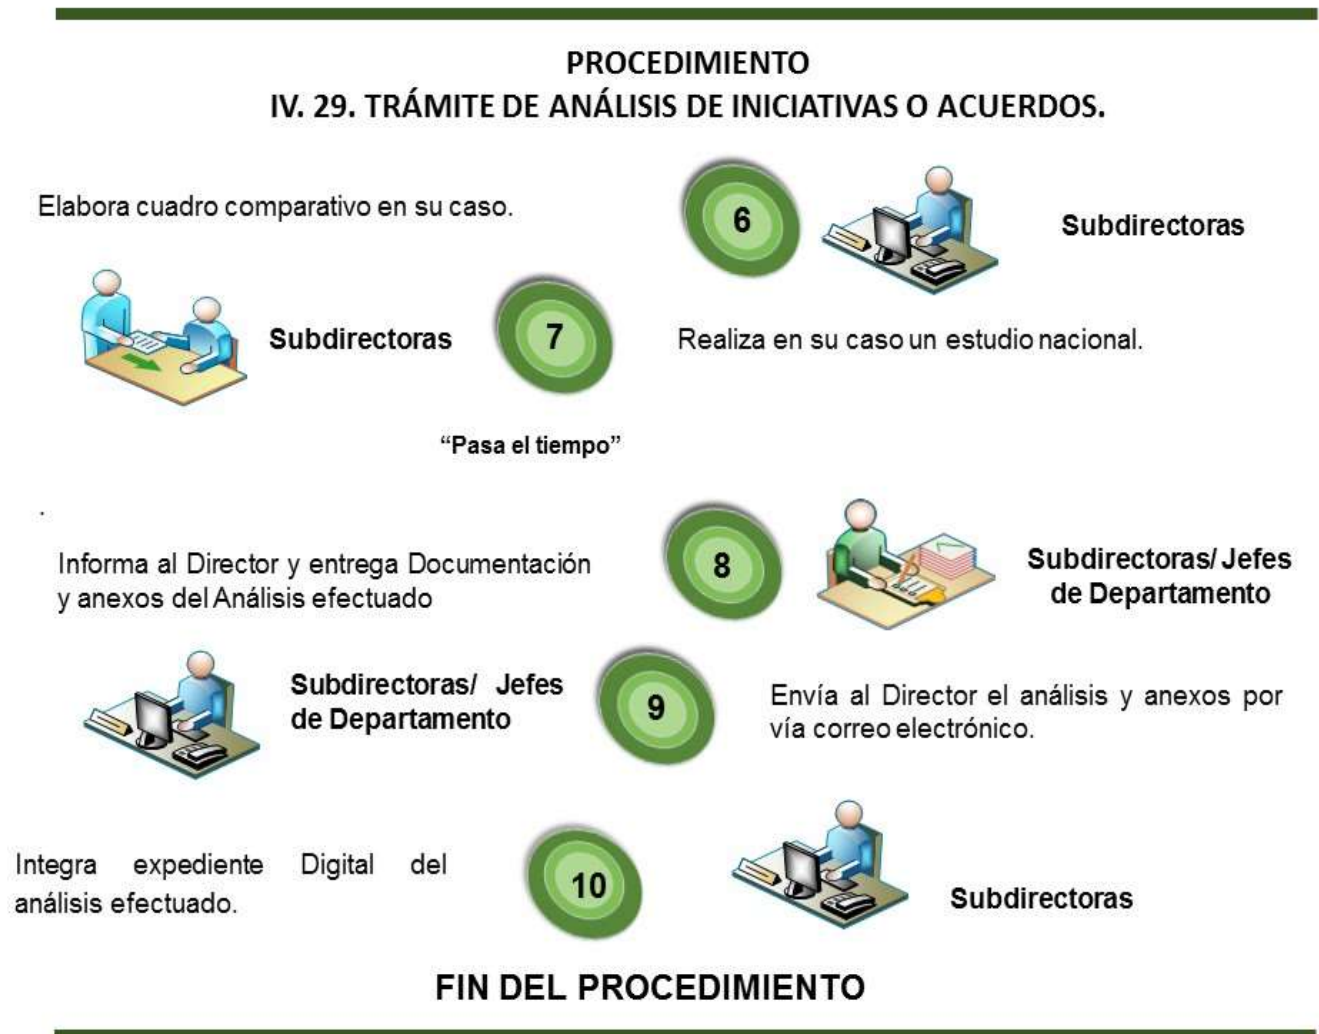 PROCEDIMIENTO
IV. 29. TRÁMITE DE ANÁLISIS DE INICIATIVAS O ACUERDOS.
Elabora cuadro comparativo en su caso.
6
Subdirectoras
Subdirectoras
7
Realiza en su caso un estudio nacional.
“Pasa el tiempo”
.
Informa al Director y entrega Documentación
y anexos del Análisis efectuado
8
Subdirectoras/ Jefes
de Departamento
Subdirectoras/ Jefes
de Departamento
9
Envía al Director el análisis y anexos por
vía correo electrónico.
Integra expediente Digital del
análisis efectuado.
10
Subdirectoras
FIN DEL PROCEDIMIENTO